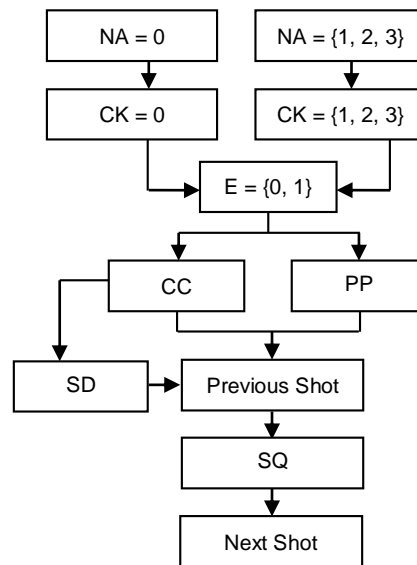 NA = 0
NA = {1, 2, 3}
CK = 0
CK = {1, 2, 3}
E = {0, 1}
CC
PP
SD
Previous Shot
SQ
Next Shot